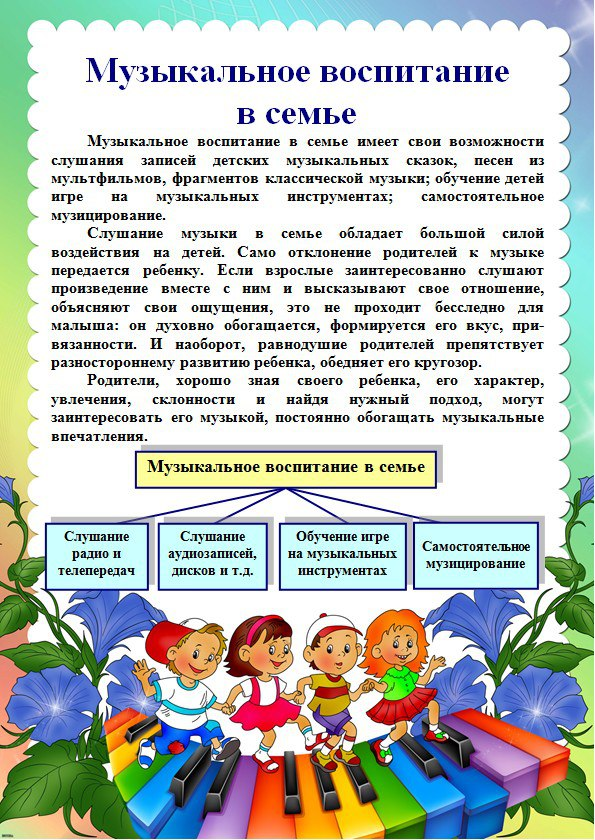 Музыкальное воспитание
в семье
Музыкальное воспитание в семье имеет свои возможности
слушания записей детских музыкальных сказок, песен из
мультфильмов, фрагментов классической музыки; обучение детей
игре на музыкальных инструментах; самостоятельное
музицирование.
Слушание музыки в семье обладает большой силой
воздействия на детей. Само отклонение родителей к музыке
передается ребенку. Если взрослые заинтересованно слушают
произведение вместе с ним и высказывают свое отношение,
объясняют свои ощущения, это не проходит бесследно для
малыша: он духовно обогащается, формируется его вкус, при-
вязанности. И наоборот, равнодушие родителей препятствует
разностороннему развитию ребенка, обедняет его кругозор.
Родители, хорошо зная своего ребенка, его характер,
увлечения, склонности и найдя нужный подход, могут
заинтересовать его музыкой, постоянно обогащать музыкальные
впечатления.
Музыкальное воспитание в семье
Слушание
радио и
телепередач
Слушание
аудиозаписей,
дисков и т.д.
Обучение игре
на музыкальных
инструментах
Самостоятельное
музицирование